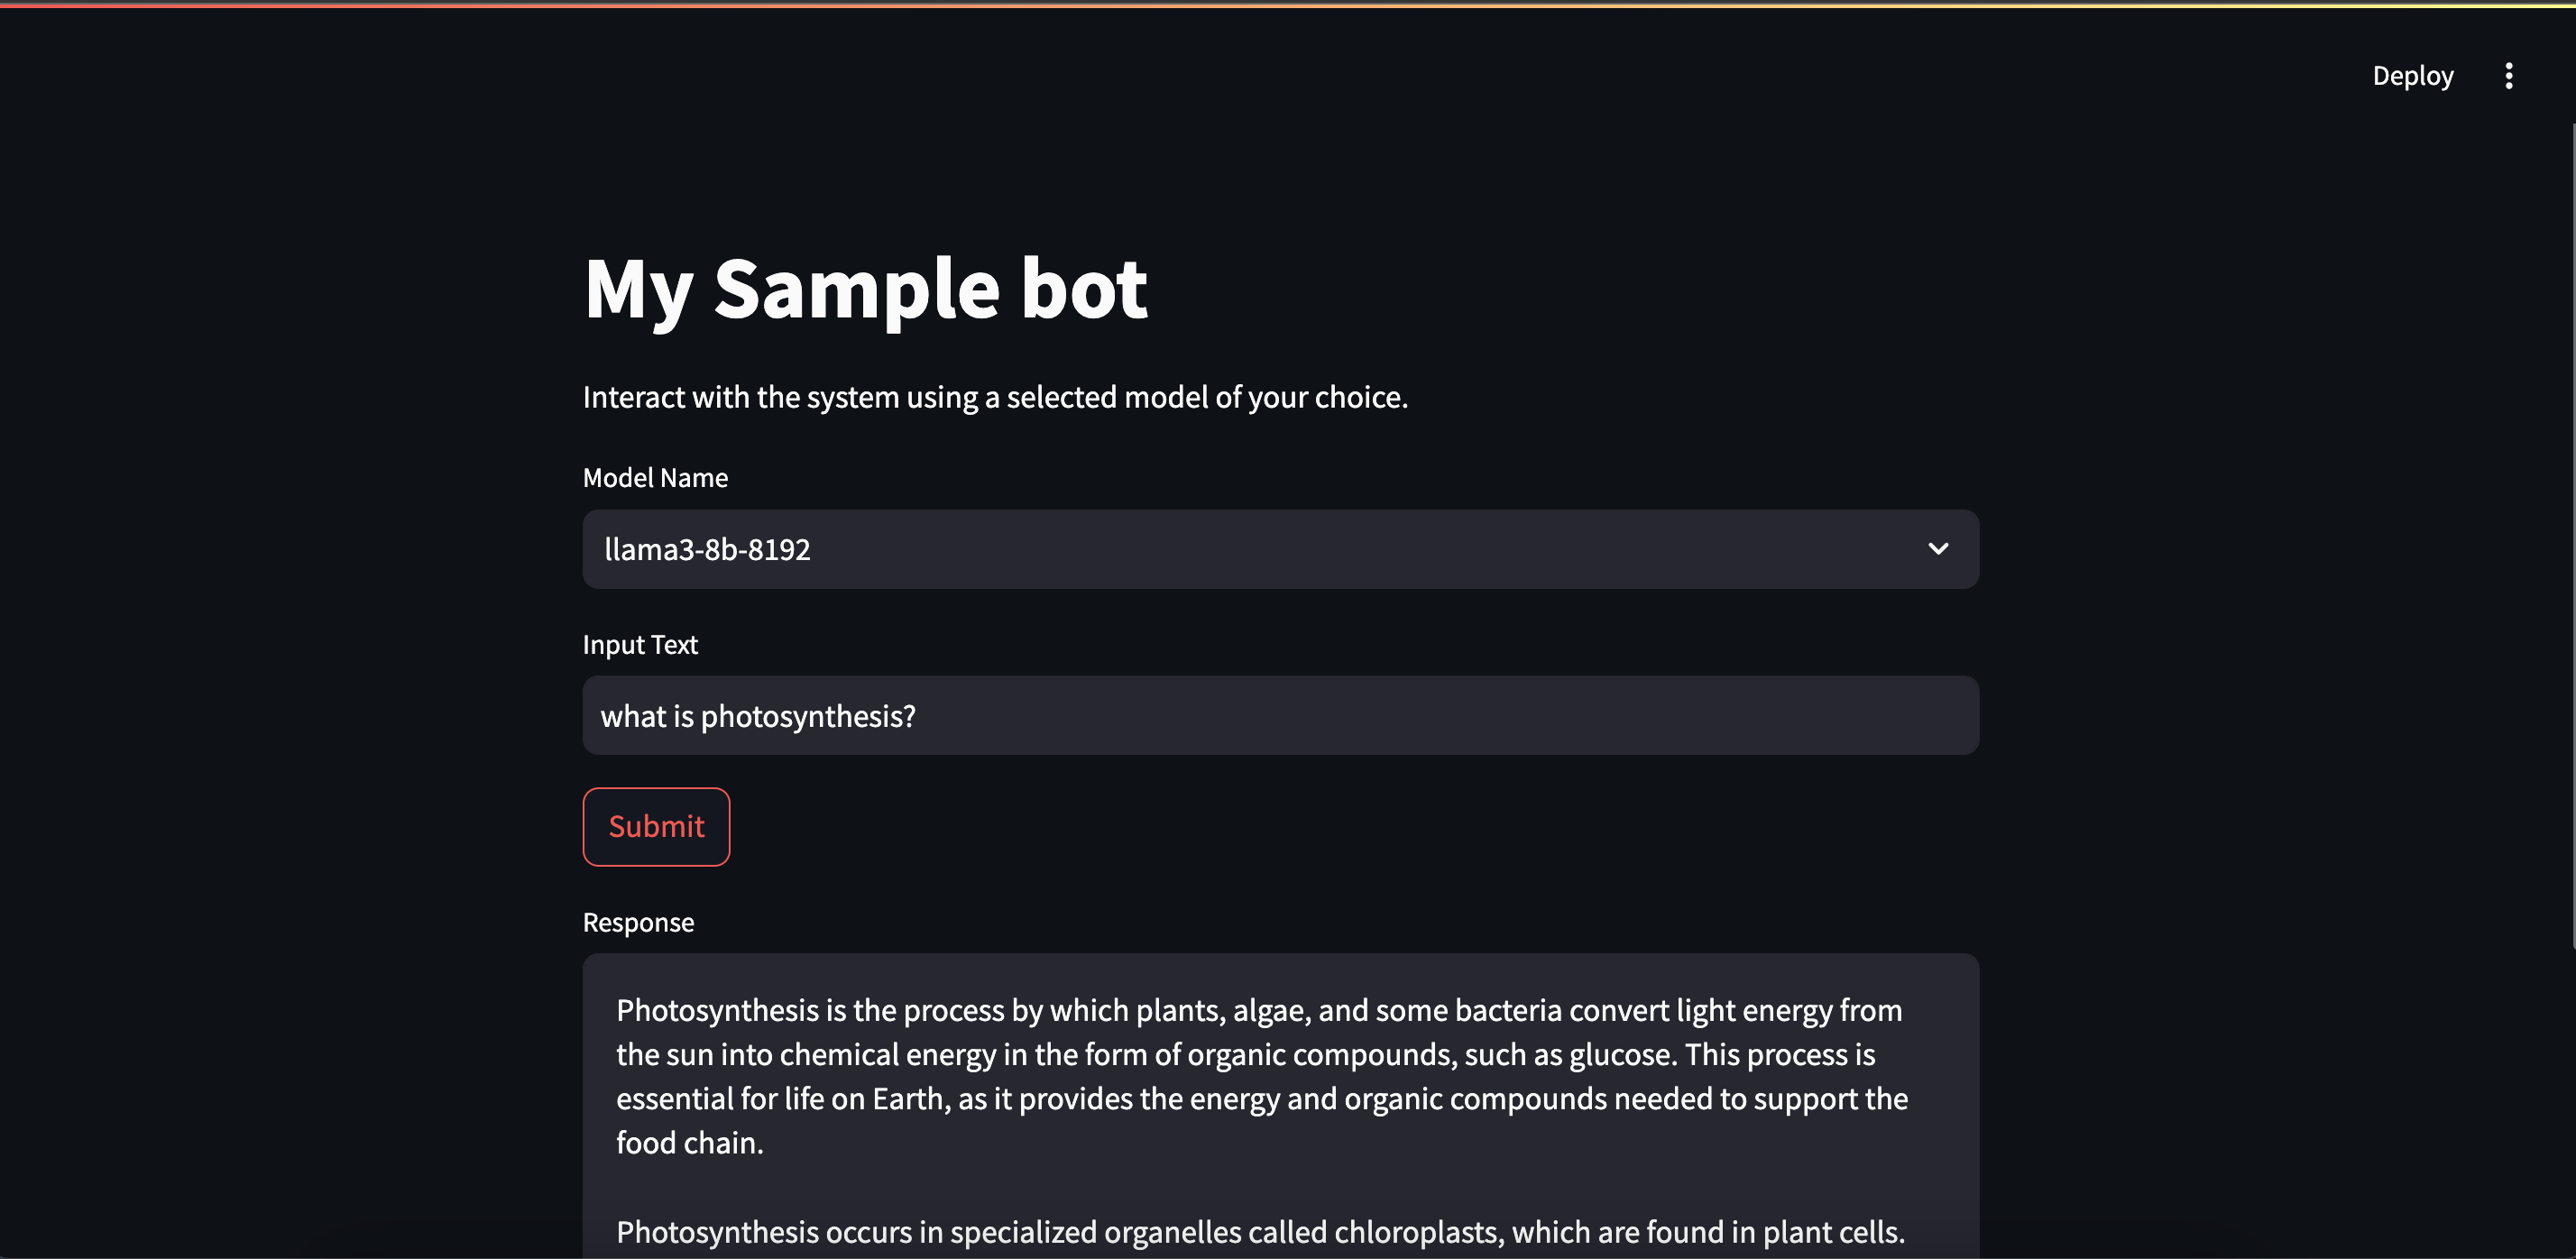 Deploy
My Sample bot
Interact with the system using a selected model of your choice.
Model Name
llama3-8b-8192
Input Text
what is photosynthesis?
Submit
Response
Photosynthesis is the process by which plants, algae, and some bacteria convert light energy from
the sun into chemical energy in the form of organic compounds, such as glucose. This process is
essential for life on Earth, as it provides the energy and organic compounds needed to support the
food chain.
Photosynthesis occurs in specialized organelles called chloroplasts, which are found in plant cells.